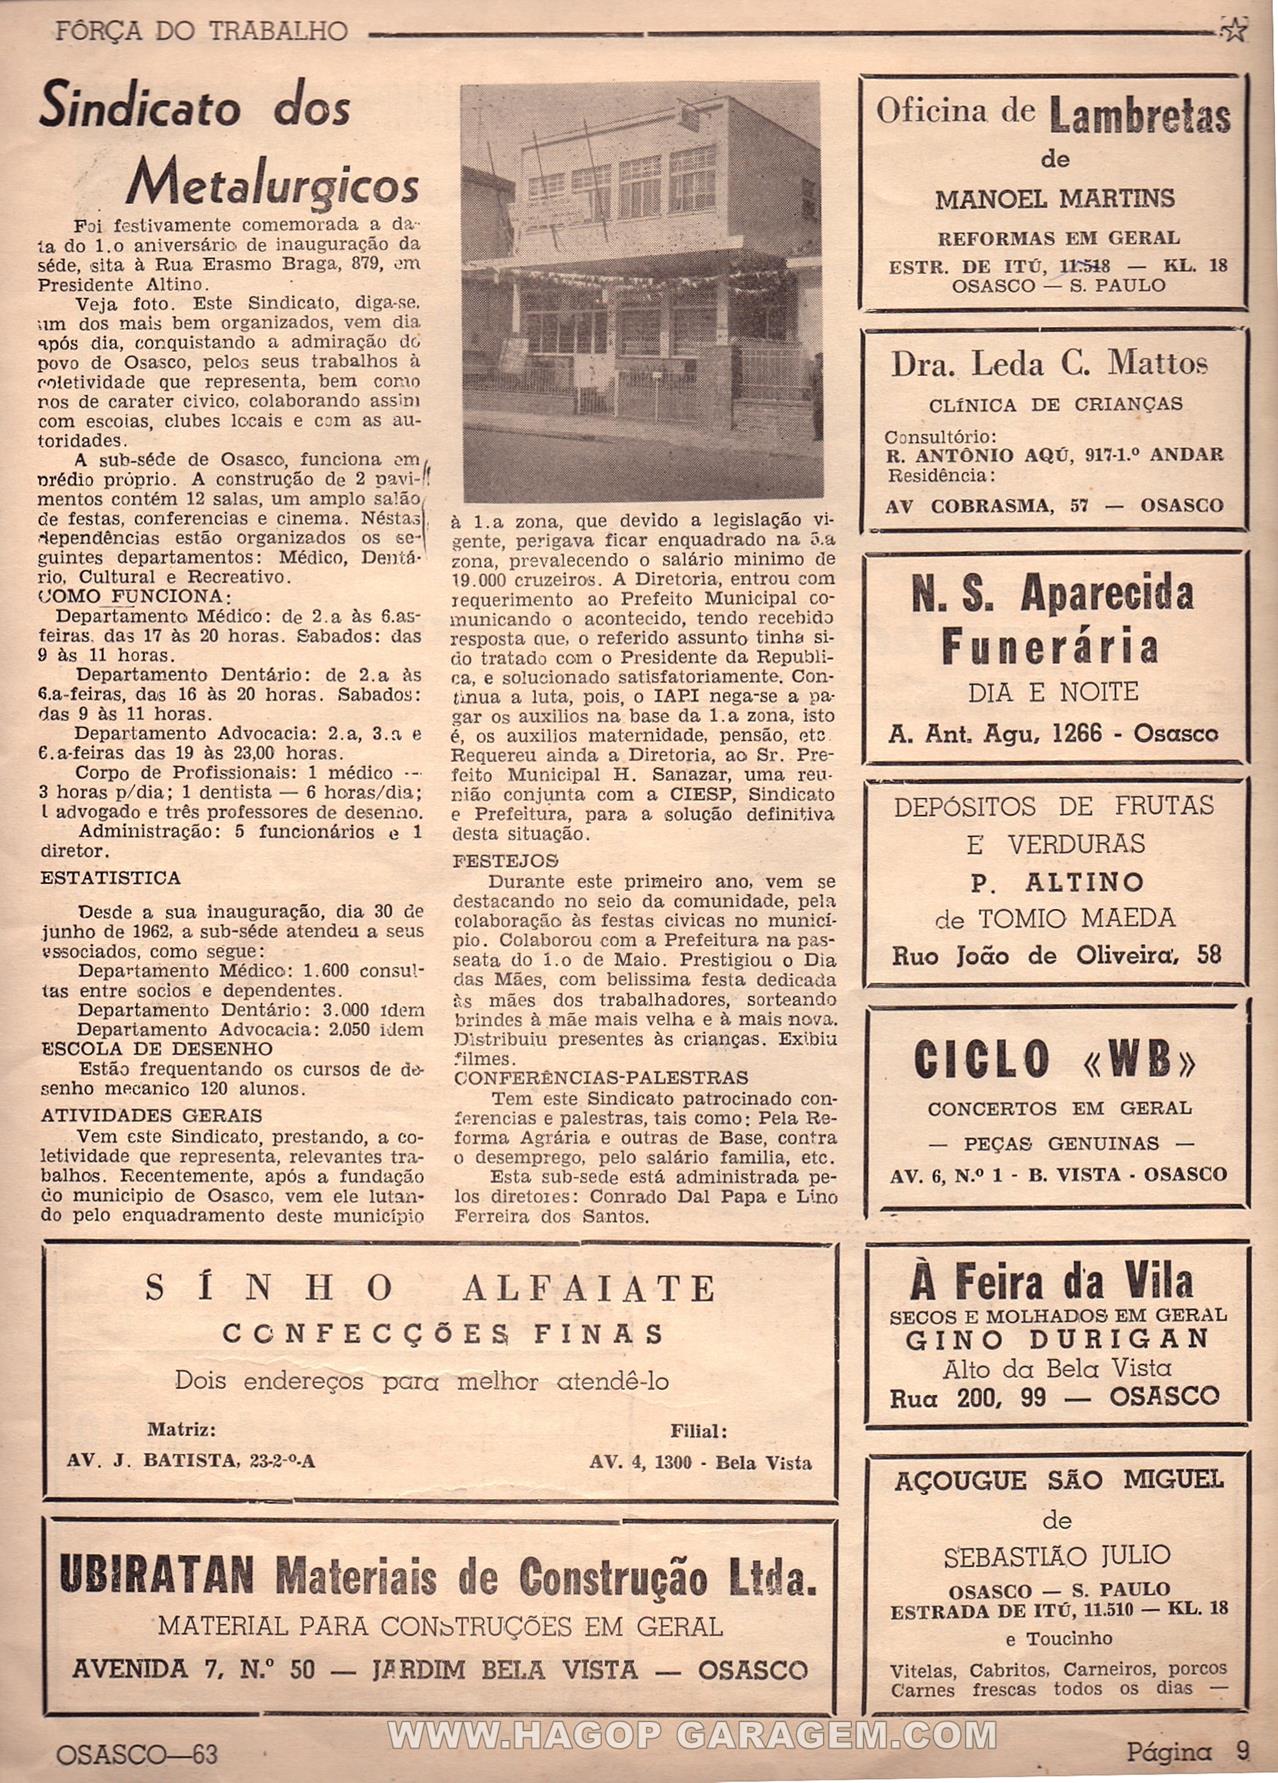 FÔRÇA DO TRABALHO
Sindicato dos
Metalurgicos
Foi festivamente comemorada a da-
ta do 1.o aniversário de inauguração da
séde, sita à Rua Erasmo Braga, 879, em
Presidente Altino.
Veja foto. Este Sindicato, diga-se,
um dos mais bem organizados, vem dia
após dia, conquistando a admiração do
povo de Osasco, pelos seus trabalhos à
coletividade que representa, bem como
nos de carater civico, colaborando assim
com escolas, clubes locais e com as au-
toridades.
A sub-séde de Osasco, funciona em
prédio próprio. A construção de 2 pavi-
mentos contém 12 salas, um amplo salão
de festas, conferencias e cinema. Néstas
dependências estão organizados os se-
guintes departamentos: Médico, Dentá-
rio, Cultural e Recreativo.
COMO FUNCIONA:
Departamento Médico: de 2.a às 6.as-
feiras, das 17 às 20 horas. Sabados: das
9 às 11 horas.
Departamento Dentário: de 2.a às
6.a-feiras, das 16 às 20 horas. Sabados:
das 9 às 11 horas.
Departamento Advocacia: 2.a, 3.a e
6.a-feiras das 19 às 23,00 horas.
Corpo de Profissionais: 1 médico —
3 horas p/dia; 1 dentista — 6 horas/dia;
1 advogado e três professores de desenno.
Administração: 5 funcionários e 1
diretor.
ESTATISTICA
Desde a sua inauguração, dia 30 de
junho de 1962, a sub-séde atendeu a seus
associados, como segue:
Departamento Médico: 1.600 consul-
tas entre socios e dependentes.
Departamento Dentário: 3.000 idem
Departamento Advocacia: 2.050 idem
ESCOLA DE DESENHO
Estão frequentando os cursos de de-
senho mecanico 120 alunos.
ATIVIDADES GERAIS
Vem este Sindicato, prestando, a co-
letividade que representa, relevantes tra-
balhos. Recentemente, após a fundação
do municipio de Osasco, vem ele lutan-
do pelo enquadramento deste município
à 1.a zona, que devido a legislação vi-
gente, perigava ficar enquadrado na 5.a
zona, prevalecendo o salário minimo de
19.000 cruzeiros. A Diretoria, entrou com
requerimento ao Prefeito Municipal co-
municando o acontecido, tendo recebido
resposta que, o referido assunto tinha si-
do tratado com o Presidente da Republi-
ca, e solucionado satisfatoriamente. Con-
tinua a luta, pois, o IAPI nega-se a pa-
gar os auxilios na base da 1.a zona, isto
é, os auxilios maternidade, pensão, etc.
Requereu ainda a Diretoria, ao Sr. Pre-
feito Municipal H. Sanazar, uma reu-
nião conjunta com a CIESP, Sindicato
e Prefeitura, para a solução definitiva
desta situação.
FESTEJOS
Durante este primeiro ano, vem se
destacando no seio da comunidade, pela
colaboração às festas civicas no municí-
pio. Colaborou com a Prefeitura na pas-
seata do 1.o de Maio. Prestigiou o Dia
das Mães, com belissima festa dedicada
às mães dos trabalhadores, sorteando
brindes à mãe mais velha e à mais nova.
Distribuiu presentes às crianças. Exibiu
filmes.
CONFERÊNCIAS-PALESTRAS
Tem este Sindicato patrocinado con-
ferencias e palestras, tais como: Pela Re-
forma Agrária e outras de Base, contra
o desemprego, pelo salário familia, etc.
Esta sub-sede está administrada pe-
los diretores: Conrado Dal Papa e Lino
Ferreira dos Santos.
Oficina de Lambretas
de
MANOEL MARTINS
REFORMAS EM GERAL
ESTR. DE ITÚ, 11.518 — KL. 18
OSASCO — S. PAULO
Dra. Leda C. Mattos
CLÍNICA DE CRIANÇAS
Consultório:
R. ANTÔNIO AQÚ, 917-1.º ANDAR
Residência:
AV COBRASMA, 57 — OSASCO
N. S. Aparecida
Funerária
DIA E NOITE
A. Ant. Agu, 1266 - Osasco
DEPÓSITOS DE FRUTAS
E VERDURAS
P. ALTINO
de TOMIO MAEDA
Ruo João de Oliveira, 58
CICLO «WB»
CONCERTOS EM GERAL
— PEÇAS GENUINAS —
AV. 6, N.º 1 - B. VISTA - OSASCO
À Feira da Vila
SECOS E MOLHADOS EM GERAL
GINO DURIGAN
Alto da Bela Vista
Rua 200, 99 — OSASCO
AÇOUGUE SÃO MIGUEL
de
SEBASTIÃO JULIO
OSASCO — S. PAULO
ESTRADA DE ITÚ, 11.510 — KL. 18
e Toucinho
Vitelas, Cabritos, Carneiros, porcos
Carnes frescas todos os dias —
SÍNHO ALFAIATE
CONFECÇÕES FINAS
Dois endereços para melhor atendê-lo
Matriz: Filial:
AV. J. BATISTA, 23-2-º-A AV. 4, 1300 - Bela Vista
UBIRATAN Materiais de Construção Ltda.
MATERIAL PARA CONSTRUÇÕES EM GERAL
AVENIDA 7, N.º 50 — JARDIM BELA VISTA — OSASCO
WWW.HAGOP GARAGEM.COM
OSASCO—63
Página 9